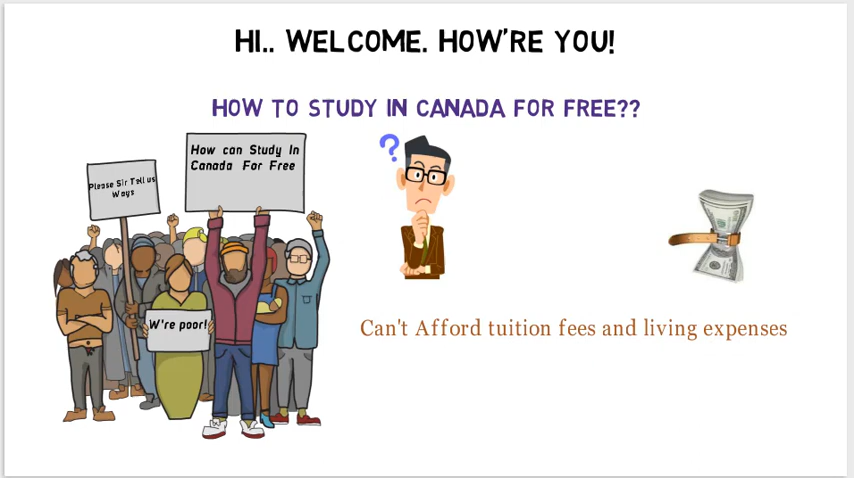 HI.. WELCOME. HOW'RE YOU!
HOW TO STUDY IN CANADA FOR FREE??
How can Study In
Canada For Free
Please Sir Tell us
Ways
W're poor!
?
Can't Afford tuition fees and living expenses